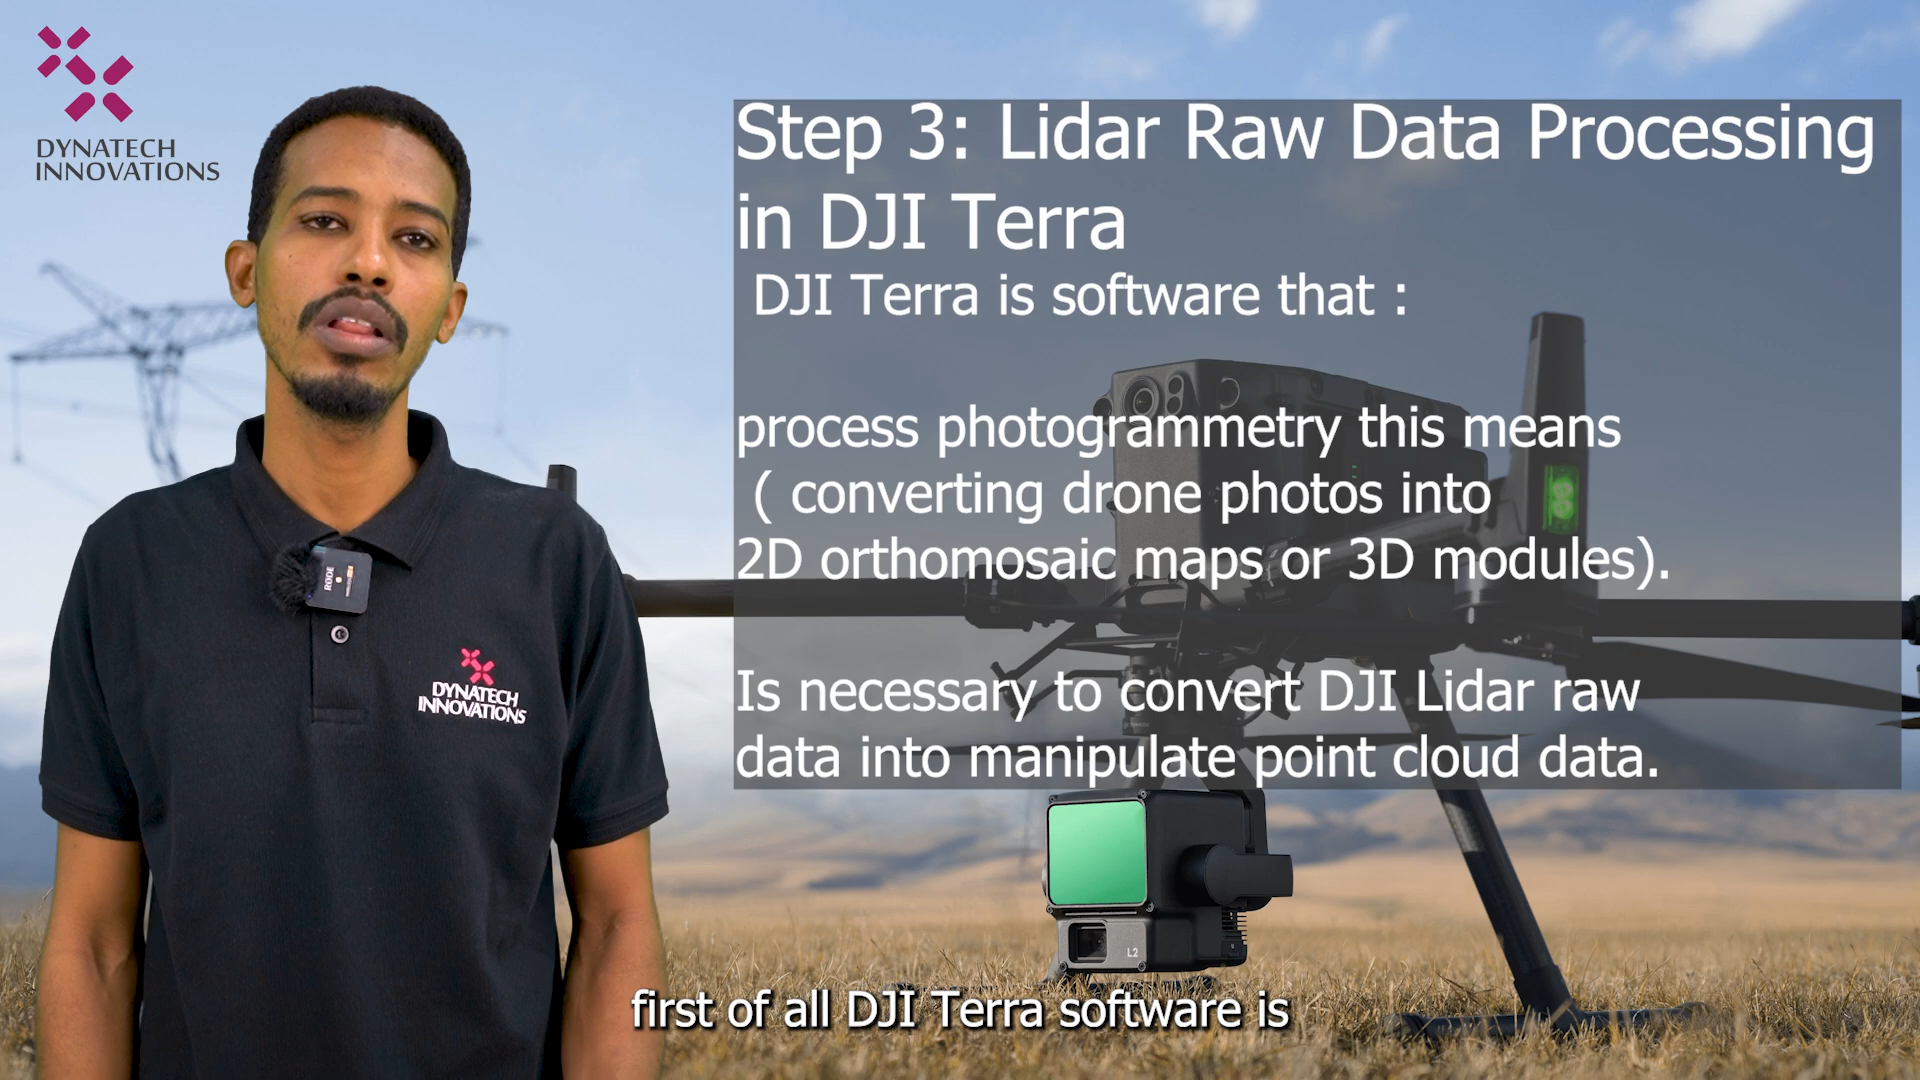 DYNATECH
INNOVATIONS
Step 3: Lidar Raw Data Processing
in DJI Terra
DJI Terra is software that :
process photogrammetry this means
( converting drone photos into
2D orthomosaic maps or 3D modules).
Is necessary to convert DJI Lidar raw
data into manipulate point cloud data.
RODE
DYNATECH
INNOVATIONS
L2
first of all DJI Terra software is